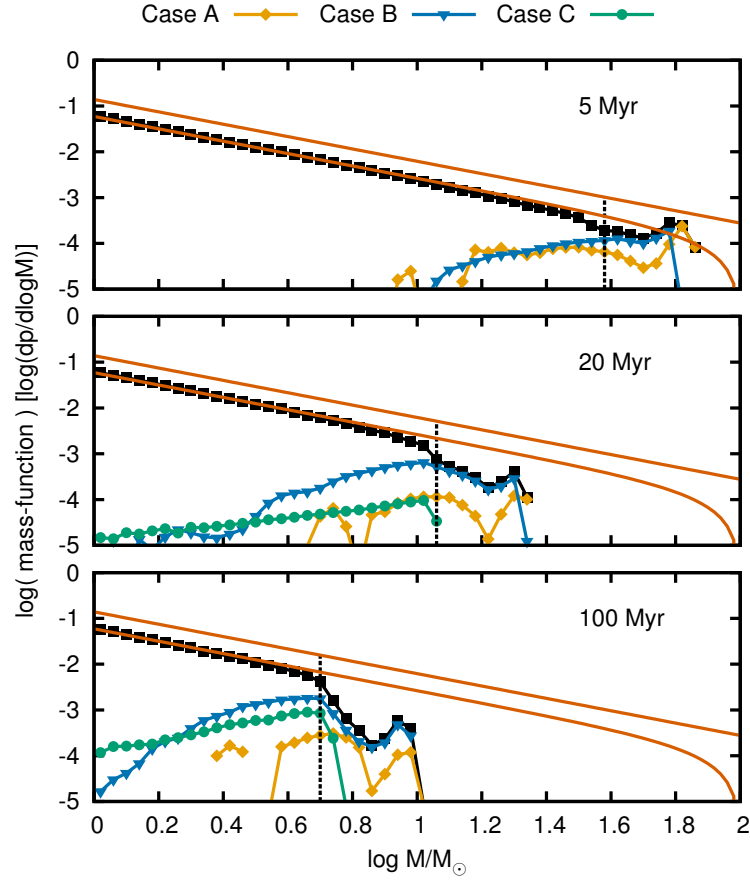 Case A Case B Case C
0
-1
-2
-3
-4
-5
5 Myr
0
-1
-2
-3
-4
-5
20 Myr
0
-1
-2
-3
-4
-5
100 Myr
0 0.2 0.4 0.6 0.8 1 1.2 1.4 1.6 1.8 2
log( mass-function ) [log(dp/dlogM)]
log M/M☉